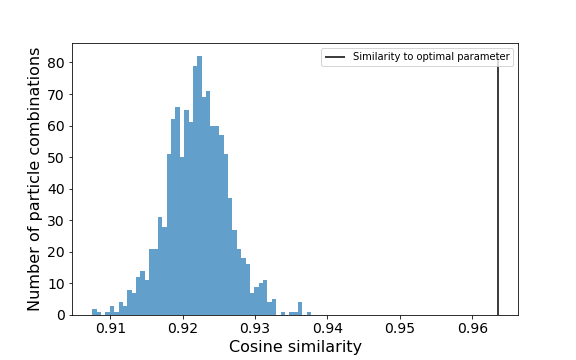 Similarity to optimal parameter
Number of particle combinations
80
70
60
50
40
30
20
10
0
0.91 0.92 0.93 0.94 0.95 0.96
Cosine similarity